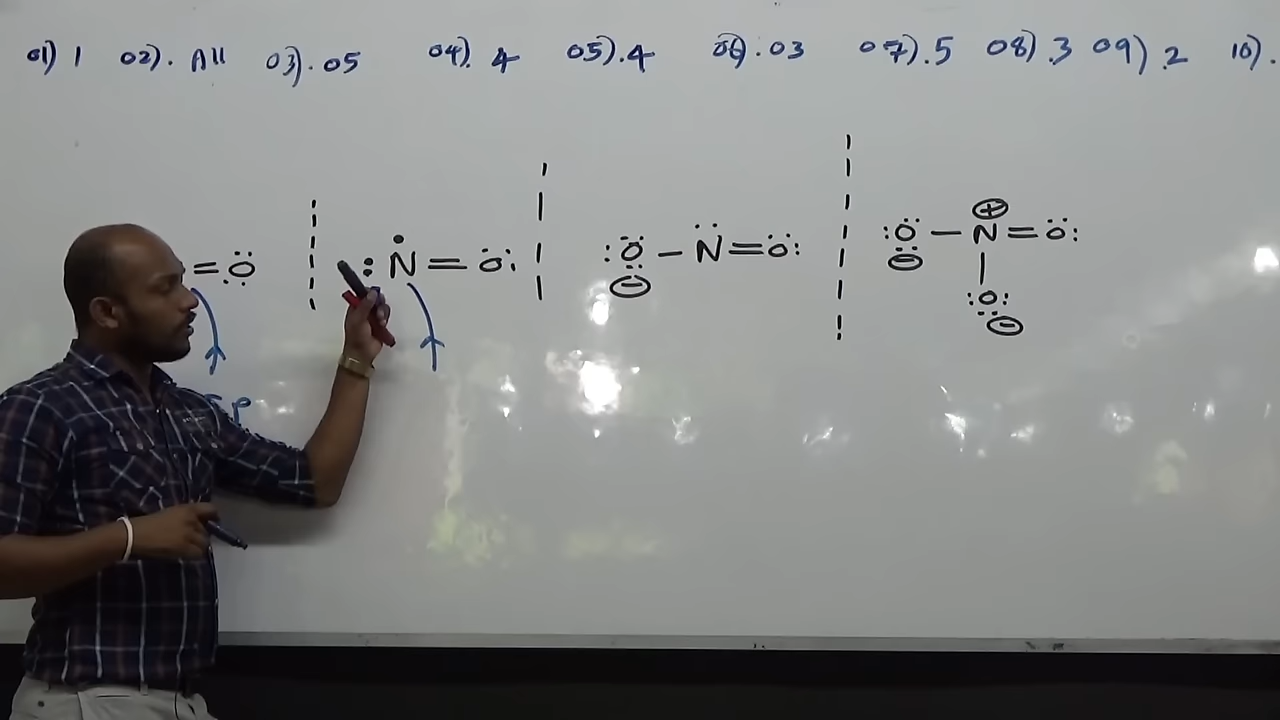 01) 1 02). All 03). 05 04). 4 05). 4 06). 03 07). 5 08) .3 09) .2 10) .
= O N = O O – N = O O – N = O
⊖ ⊕ ⊖
O
⊖
SP